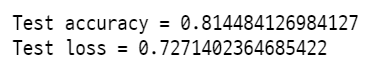 Test accuracy = 0.814484126984127
Test loss = 0.7271402364685422